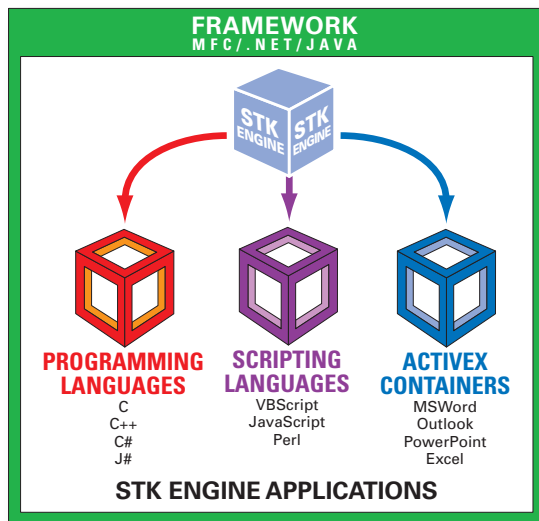 FRAMEWORK
MFC/.NET/JAVA
STK ENGINE
STK ENGINE
PROGRAMMING
LANGUAGES
C
C++
C#
J#
SCRIPTING
LANGUAGES
VBScript
JavaScript
Perl
ACTIVEX
CONTAINERS
MSWord
Outlook
PowerPoint
Excel
STK ENGINE APPLICATIONS